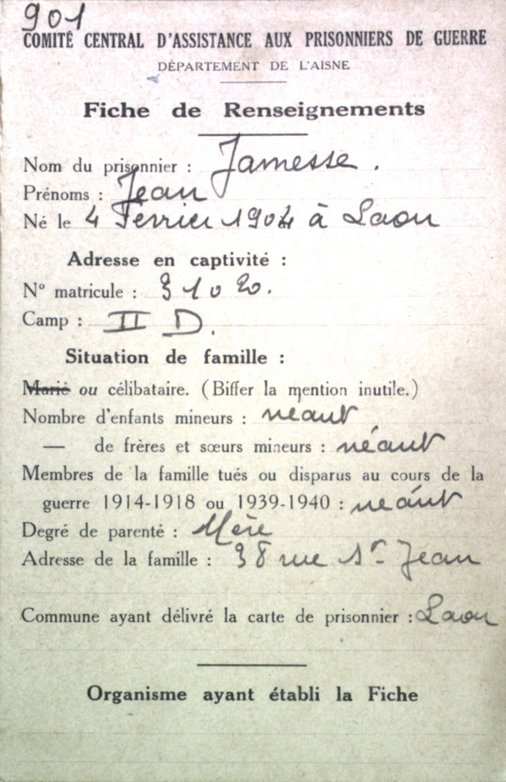 901
COMITÉ CENTRAL D'ASSISTANCE AUX PRISONNIERS DE GUERRE
DÉPARTEMENT DE L'AISNE
Fiche de Renseignements
Nom du prisonnier : Jamesse.
Prénoms : Jean
Né le 4 Février 1904 à Laon
Adresse en captivité :
N° matricule : 31020.
Camp : II D.
Situation de famille :
Marié ou célibataire. (Biffer la mention inutile.)
Nombre d'enfants mineurs : néant
— de frères et sœurs mineurs : néant
Membres de la famille tués ou disparus au cours de la
guerre 1914-1918 ou 1939-1940 : néant
Degré de parenté : Mère
Adresse de la famille : 38 rue St Jean
Commune ayant délivré la carte de prisonnier : Laon
Organisme ayant établi la Fiche